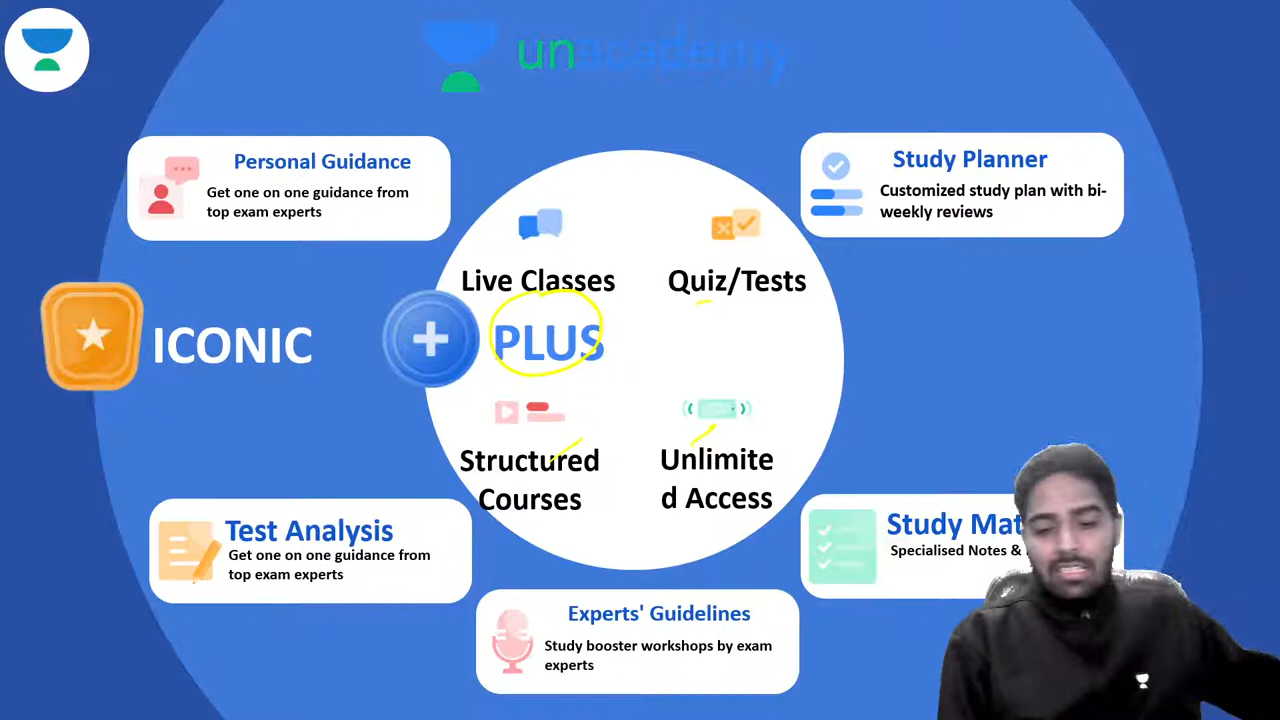 unacademy
Personal Guidance
Get one on one guidance from
top exam experts
Study Planner
Customized study plan with bi-
weekly reviews
Live Classes
Quiz/Tests
ICONIC
PLUS
Structured
Courses
Unlimite
d Access
Test Analysis
Get one on one guidance from
top exam experts
Study Mat
Specialised Notes &
Experts' Guidelines
Study booster workshops by exam
experts